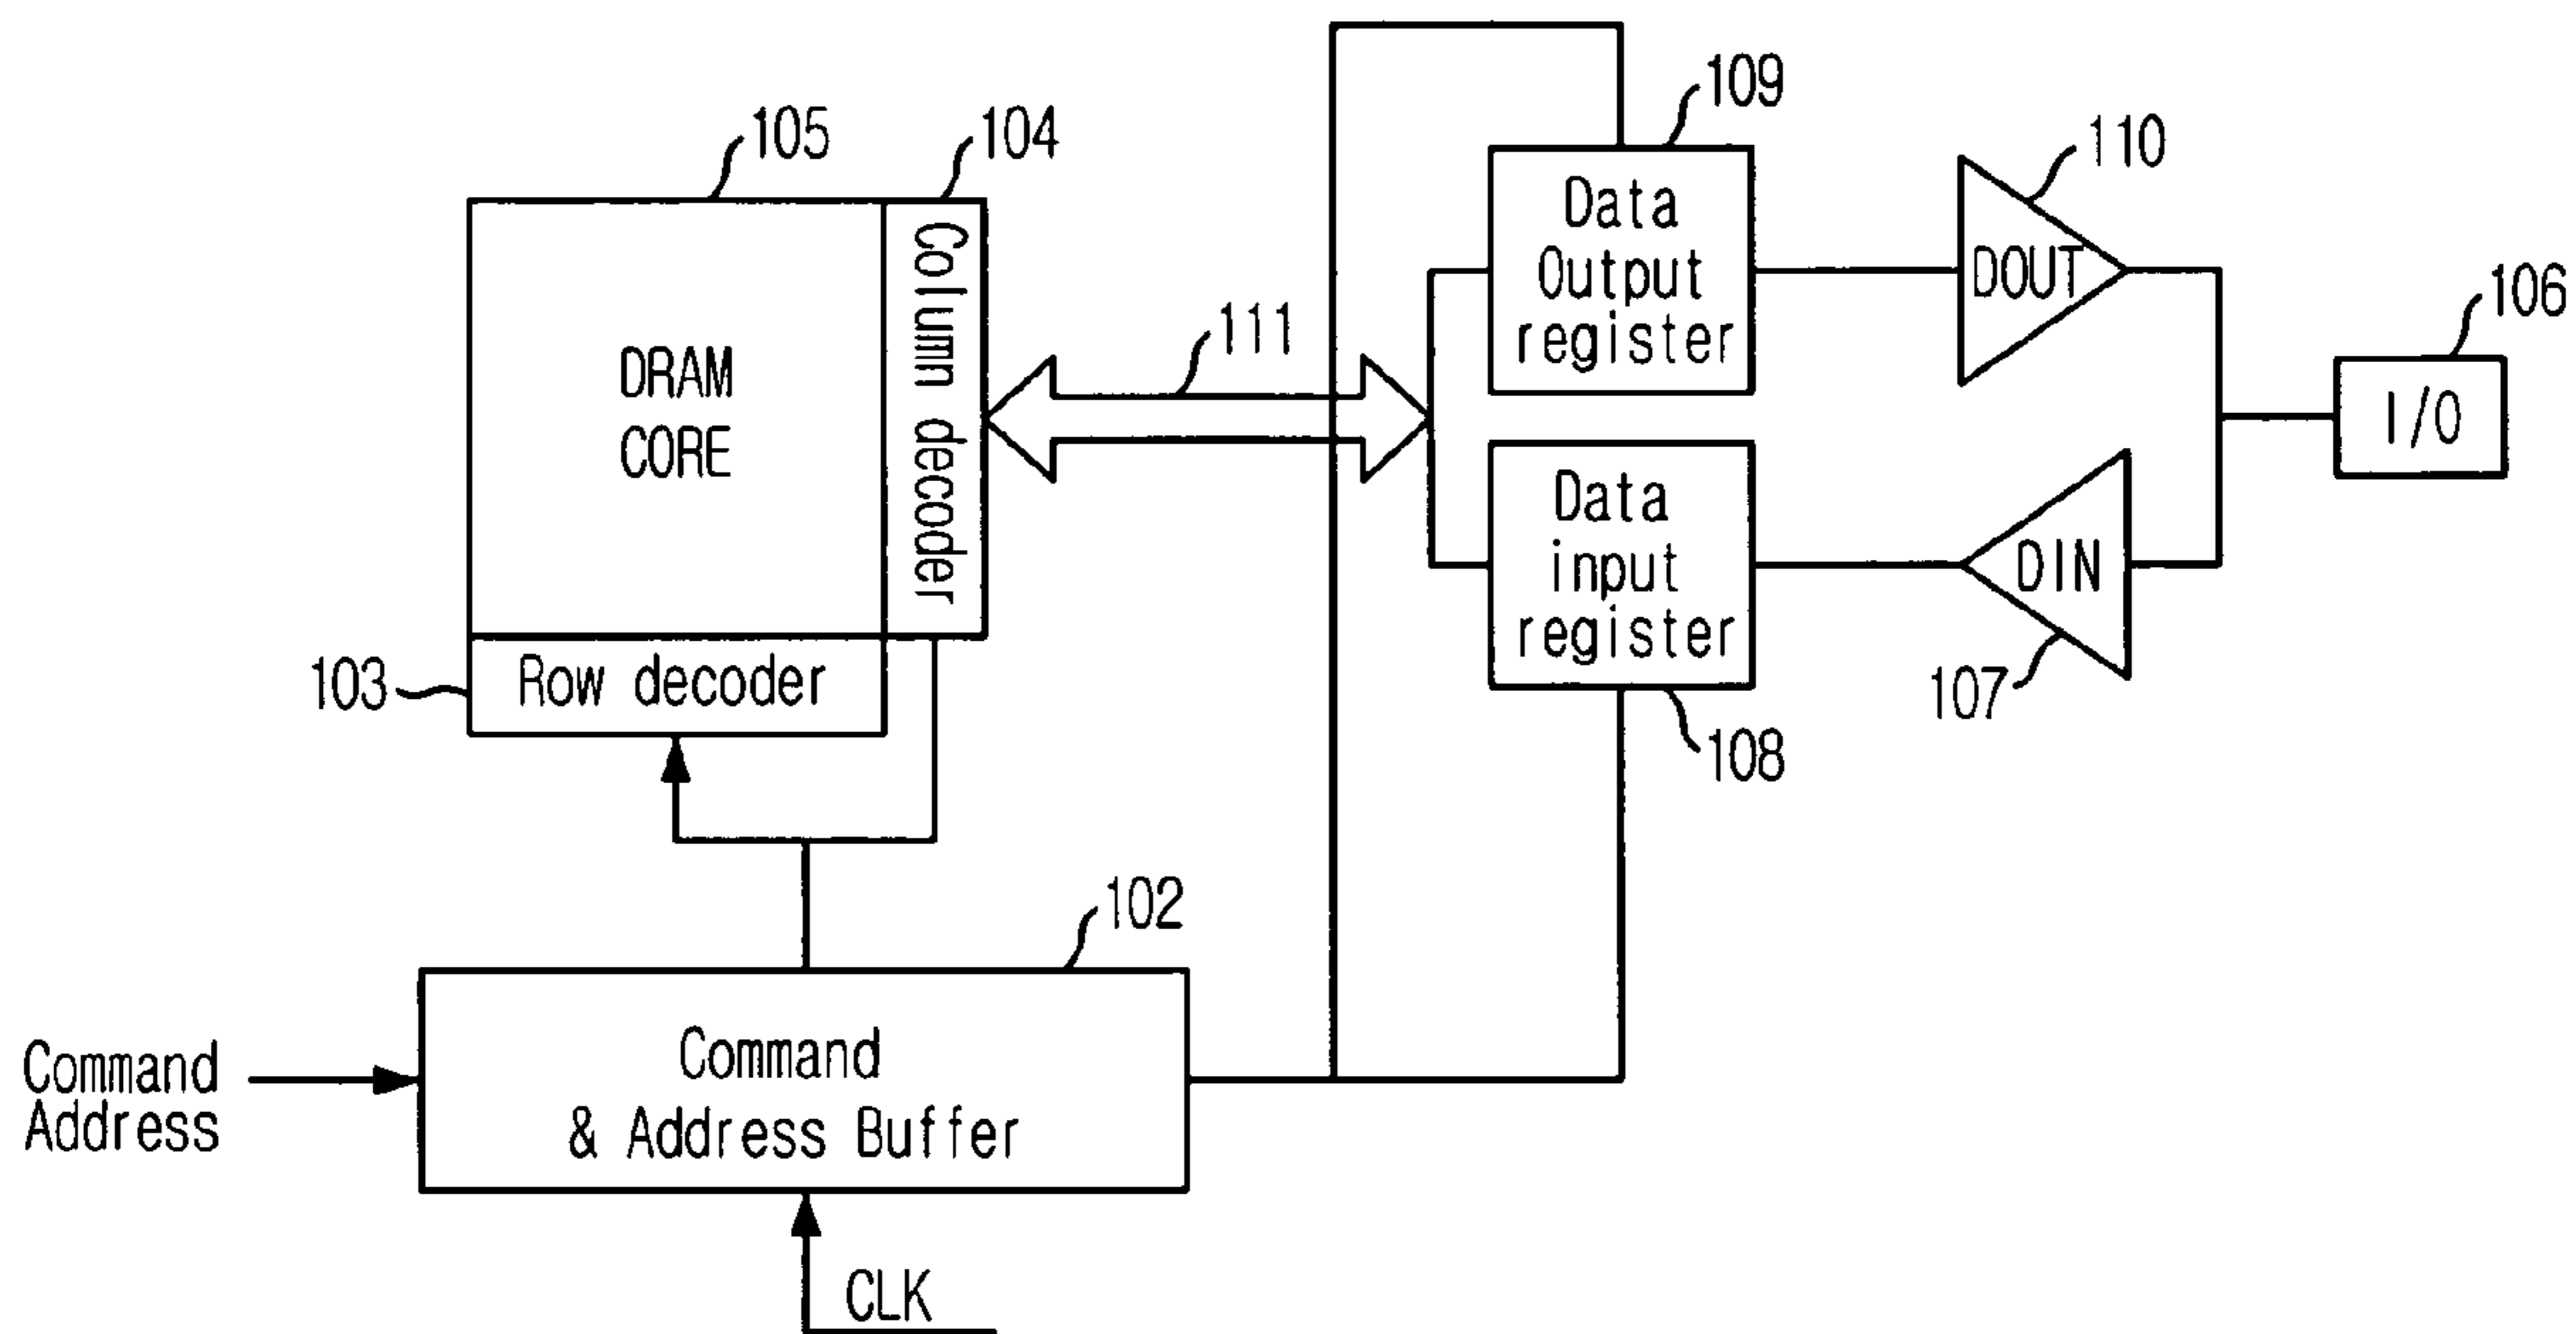 109
110
105
104
Data
Output
register
DOUT
106
I/O
Column decoder
111
DRAM
CORE
Data
input
register
DIN
103
Row decoder
107
108
102
Command
Address
Command
& Address Buffer
CLK